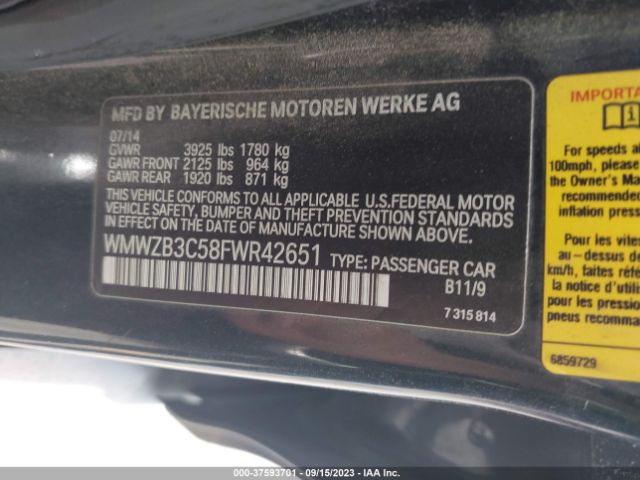 MFD BY BAYERISCHE MOTOREN WERKE AG
07/14
GVWR 3925 lbs 1780 kg
GAWR FRONT 2125 lbs 964 kg
GAWR REAR 1920 lbs 871 kg
THIS VEHICLE CONFORMS TO ALL APPLICABLE U.S.FEDERAL MOTOR
VEHICLE SAFETY, BUMPER, AND THEFT PREVENTION STANDARDS
IN EFFECT ON THE DATE OF MANUFACTURE SHOWN ABOVE.
WMWZB3C58FWR42651 TYPE: PASSENGER CAR
B11/9
7 315 814
IMPORTA
For speeds a
100mph, please
the Owner's Ma
recommended
inflation press
Pour les vites
au-dessus de
km/h, faites réfé
la notice d'utili
pour les pression
pneus recomma
6859729
000-37593701 - 09/15/2023 - COPYRIGHT IAA, LLC.